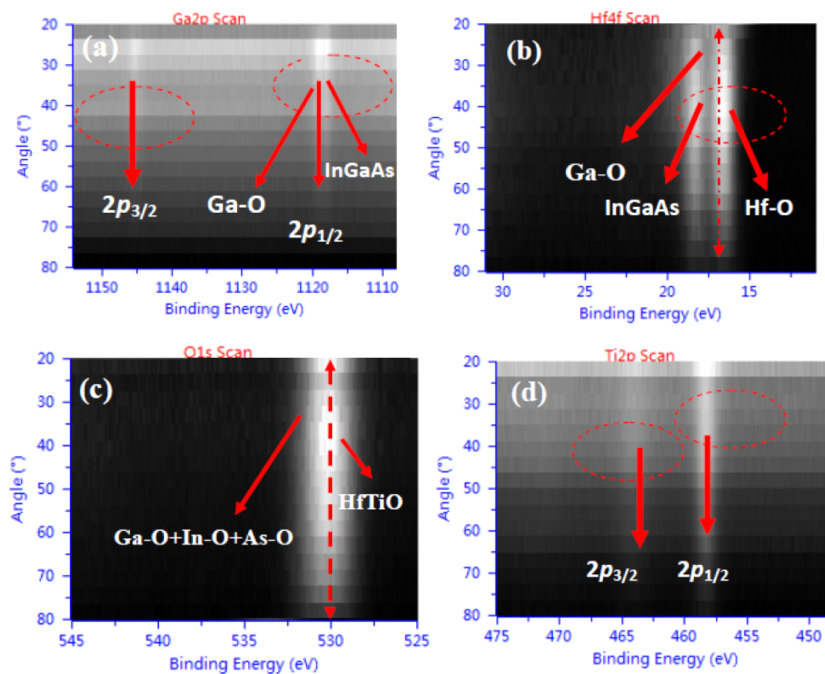 Ga2p Scan
(a)
20
30
40
50
60
70
80
Angle (°)
InGaAs
2p3/2
Ga-O
2p1/2
1150
1140
1130
1120
1110
Binding Energy (eV)
Hf4f Scan
(b)
20
30
40
50
60
70
80
Angle (°)
Ga-O
InGaAs
Hf-O
30
25
20
15
Binding Energy (eV)
O1s Scan
(c)
20
30
40
50
60
70
80
Angle (°)
HfTiO
Ga-O+In-O+As-O
545
540
535
530
525
Binding Energy (eV)
Ti2p Scan
(d)
20
30
40
50
60
70
80
Angle (°)
2p3/2
2p1/2
475
470
465
460
455
450
Binding Energy (eV)